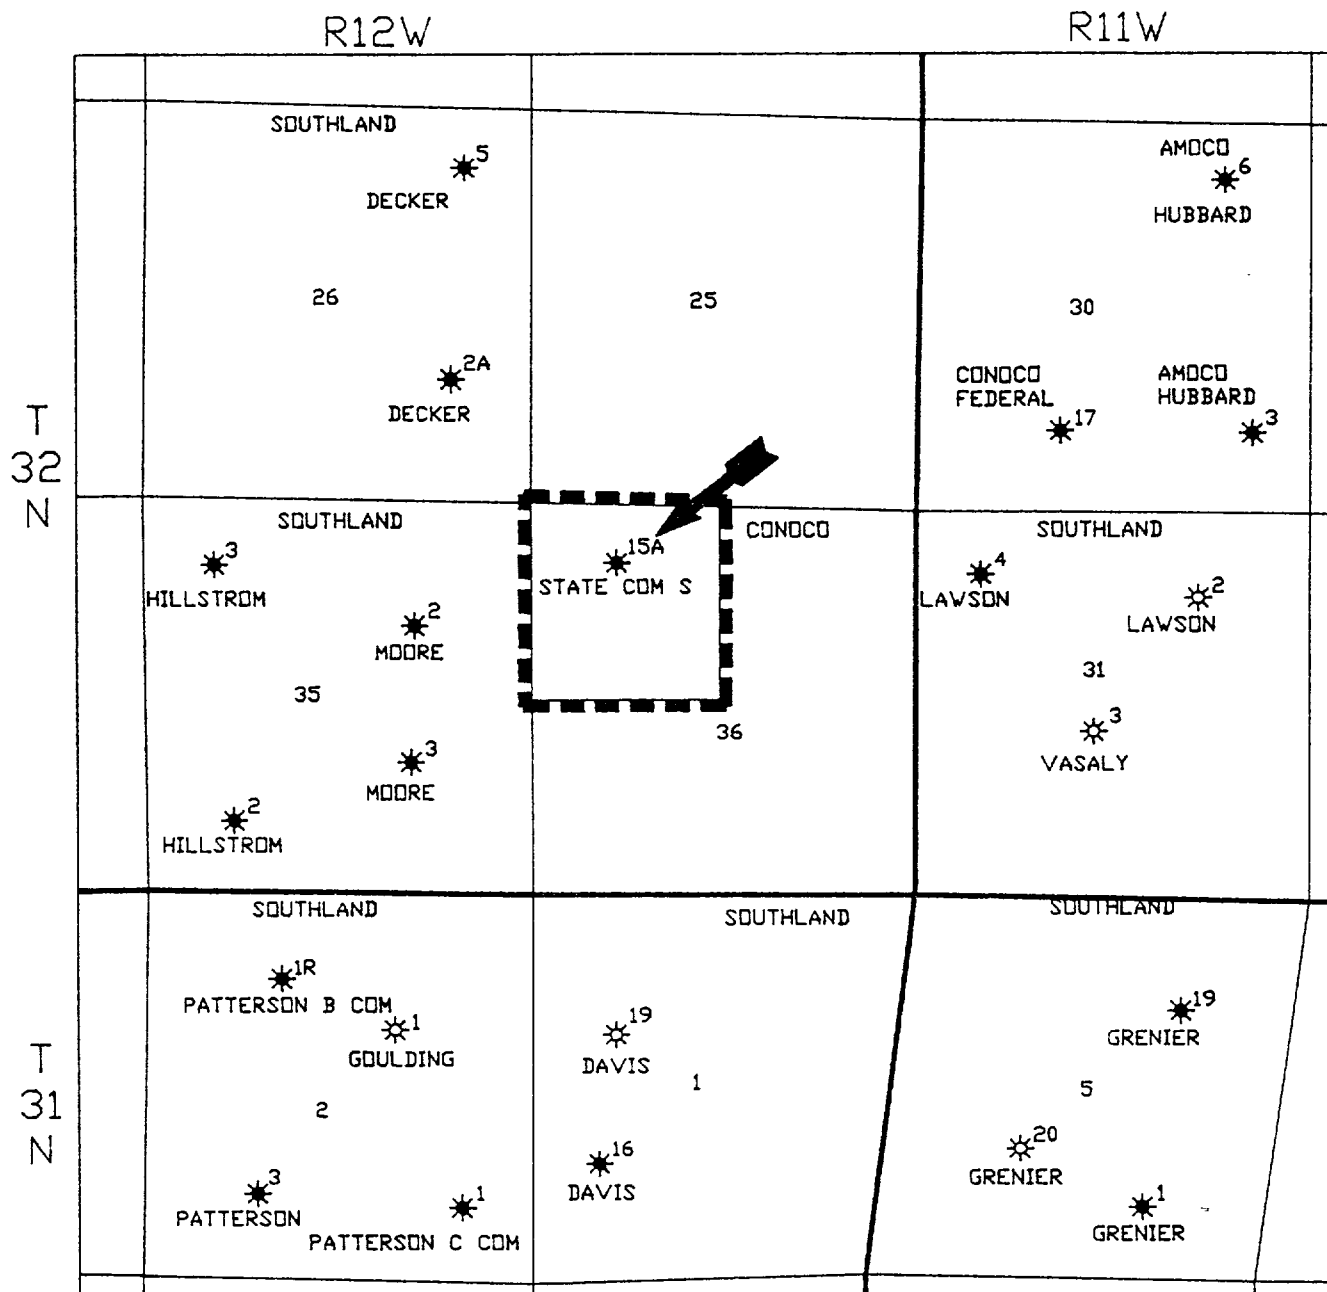 R12W
R11W
T
32
N
T
31
N
SOUTHLAND
5
DECKER
26
2A
DECKER
25
AMOCO
6
HUBBARD
30
CONOCO
FEDERAL
17
AMOCO
HUBBARD
3
SOUTHLAND
3
HILLSTROM
2
MOORE
35
3
MOORE
2
HILLSTROM
CONOCO
15A
STATE COM S
36
SOUTHLAND
4
LAWSON
2
LAWSON
31
3
VASALY
SOUTHLAND
1R
PATTERSON B COM
1
GOULDING
2
3
PATTERSON
1
PATTERSON C COM
SOUTHLAND
19
DAVIS
1
16
DAVIS
SOUTHLAND
19
GRENIER
5
20
GRENIER
1
GRENIER